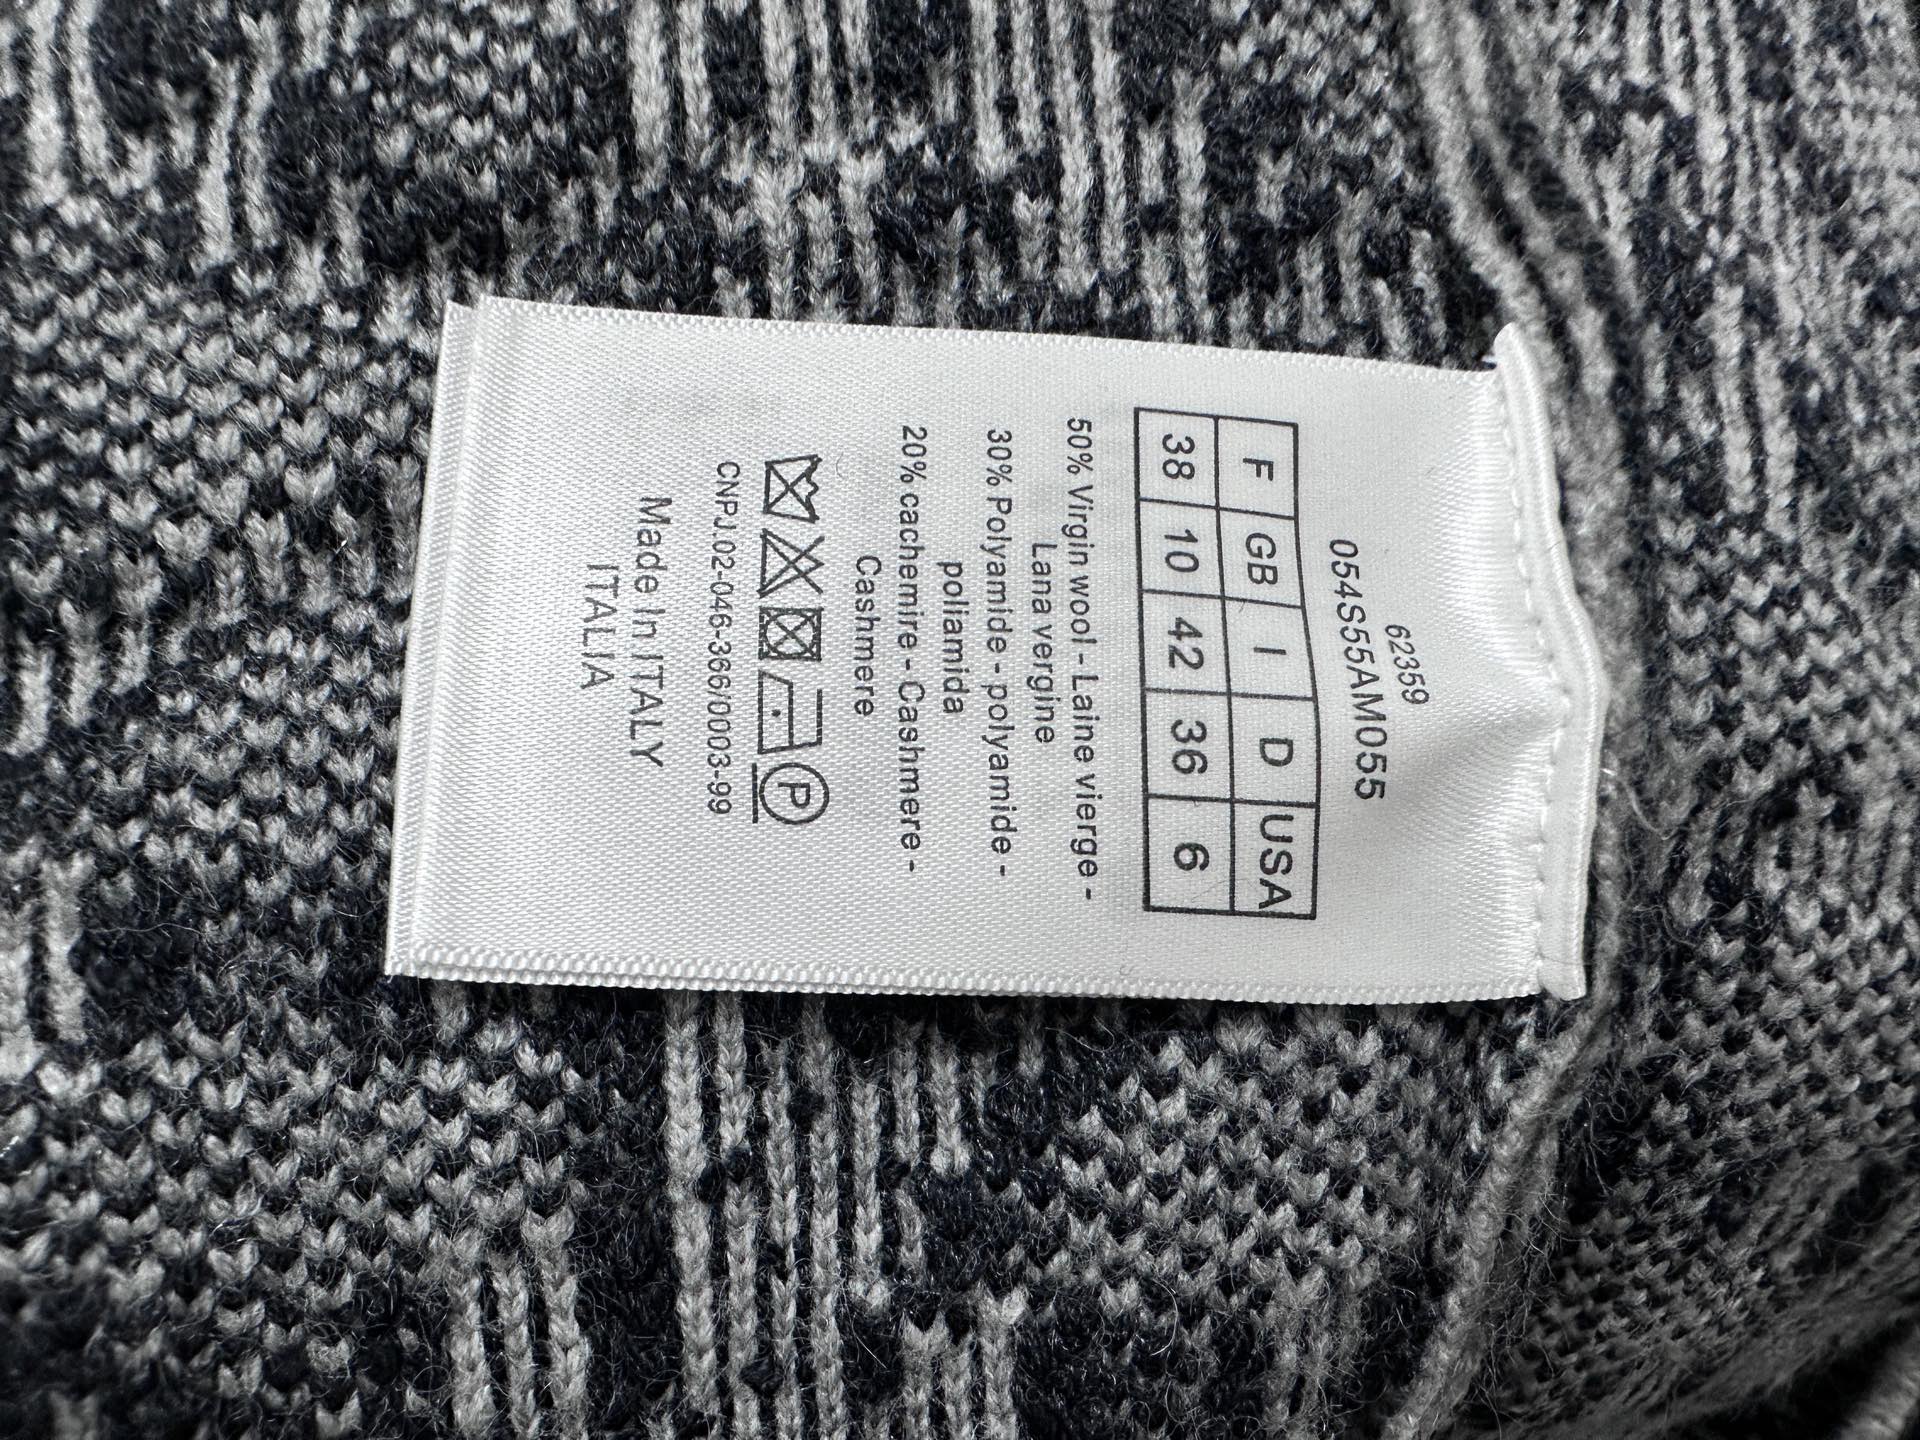 62359
054S55AM055
F GB I D USA
38 10 42 36 6
50% Virgin wool - Laine vierge -
Lana vergine
30% Polyamide - polyamide -
poliamida
20% cachemire - Cashmere -
Cashmere
P
CNPJ.02-046-366/0003-99
Made In ITALY
ITALIA